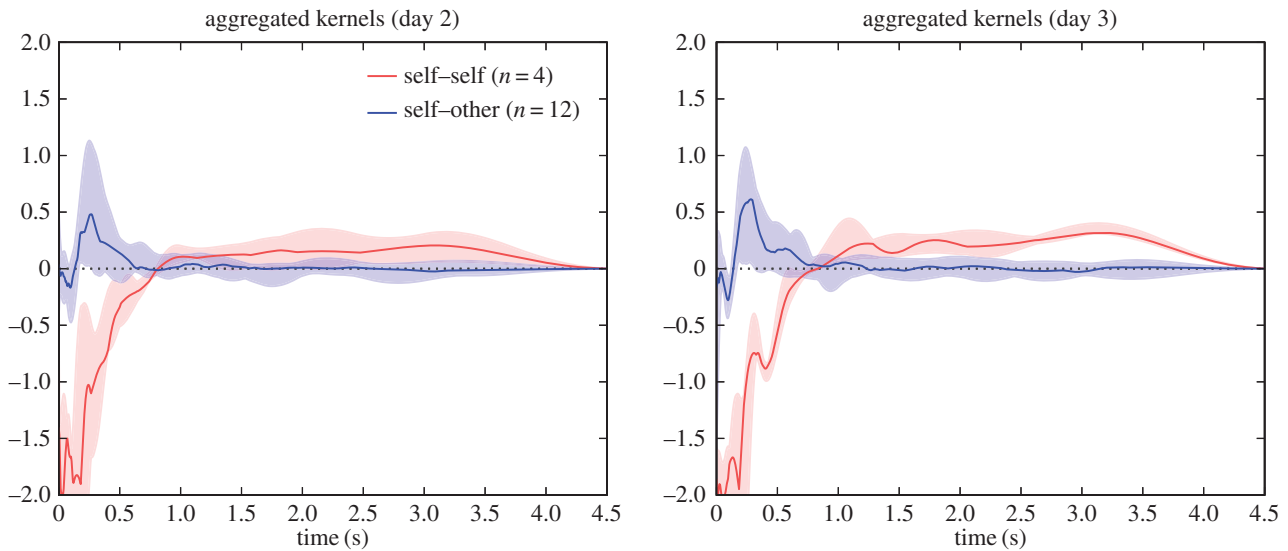 aggregated kernels (day 2)
2.0
1.5
1.0
0.5
0
−0.5
−1.0
−1.5
−2.0
self–self (n = 4)
self–other (n = 12)
0 0.5 1.0 1.5 2.0 2.5 3.0 3.5 4.0 4.5
time (s)
aggregated kernels (day 3)
2.0
1.5
1.0
0.5
0
−0.5
−1.0
−1.5
−2.0
0 0.5 1.0 1.5 2.0 2.5 3.0 3.5 4.0 4.5
time (s)